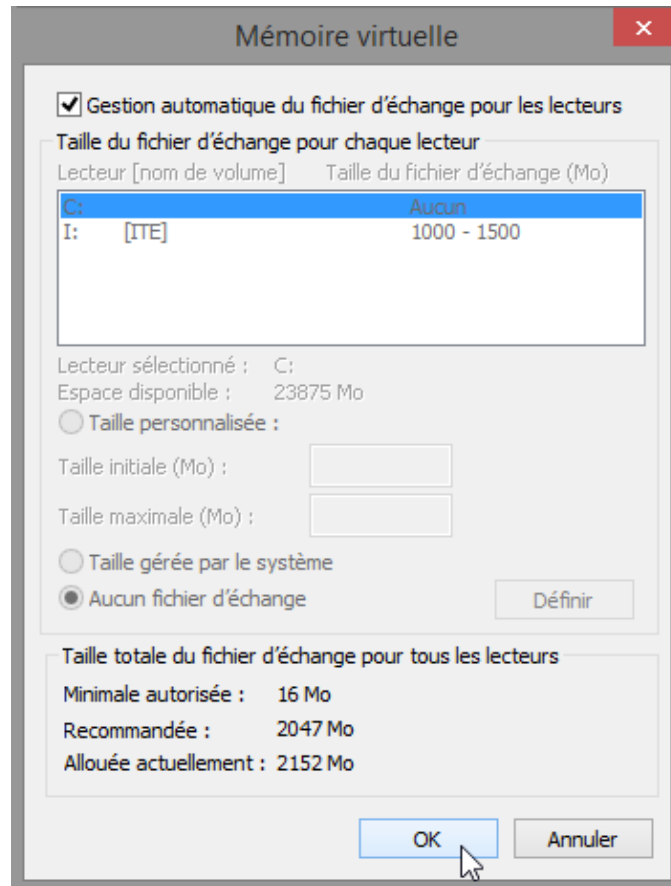 Mémoire virtuelle
Gestion automatique du fichier d’échange pour les lecteurs
Taille du fichier d’échange pour chaque lecteur
Lecteur [nom de volume] Taille du fichier d’échange (Mo)
C: Aucun
I: [ITE] 1000 - 1500
Lecteur sélectionné : C:
Espace disponible : 23875 Mo
Taille personnalisée :
Taille initiale (Mo) :
Taille maximale (Mo) :
Taille gérée par le système
Aucun fichier d’échange Définir
Taille totale du fichier d’échange pour tous les lecteurs
Minimale autorisée : 16 Mo
Recommandée : 2047 Mo
Allouée actuellement : 2152 Mo
OK Annuler